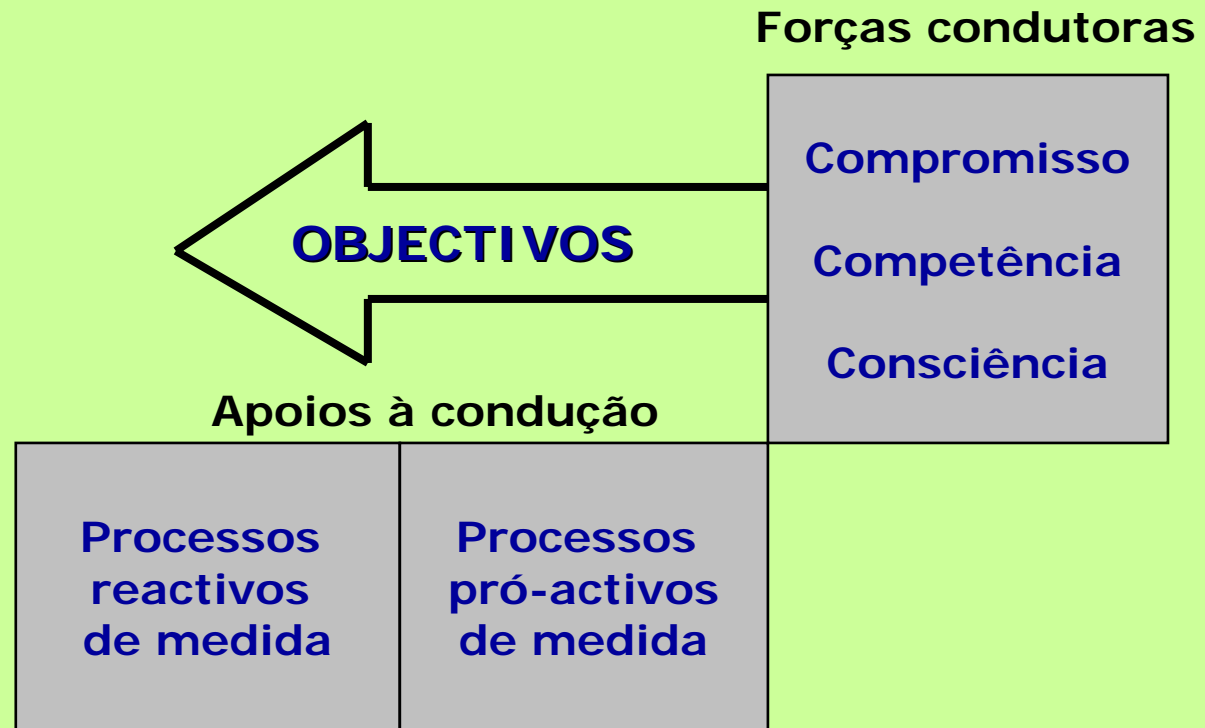 Forças condutoras
Compromisso
Competência
Consciência
OBJECTIVOS
Apoios à condução
Processos
reactivos
de medida
Processos
pró-activos
de medida